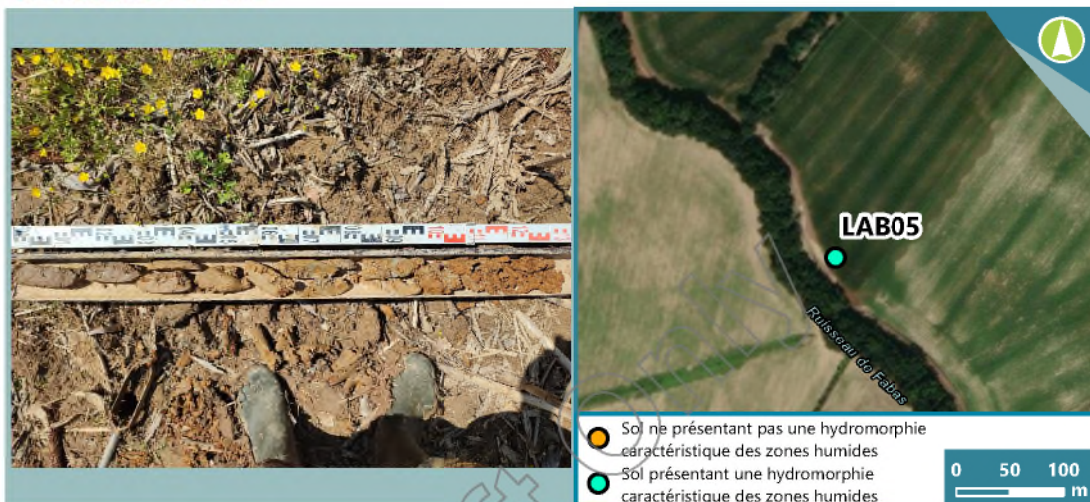 LAB05
Ruisseau de Fabas
Sol ne présentant pas une hydromorphie
caractéristique des zones humides
Sol présentant une hydromorphie
caractéristique des zones humides
0 50 100
m